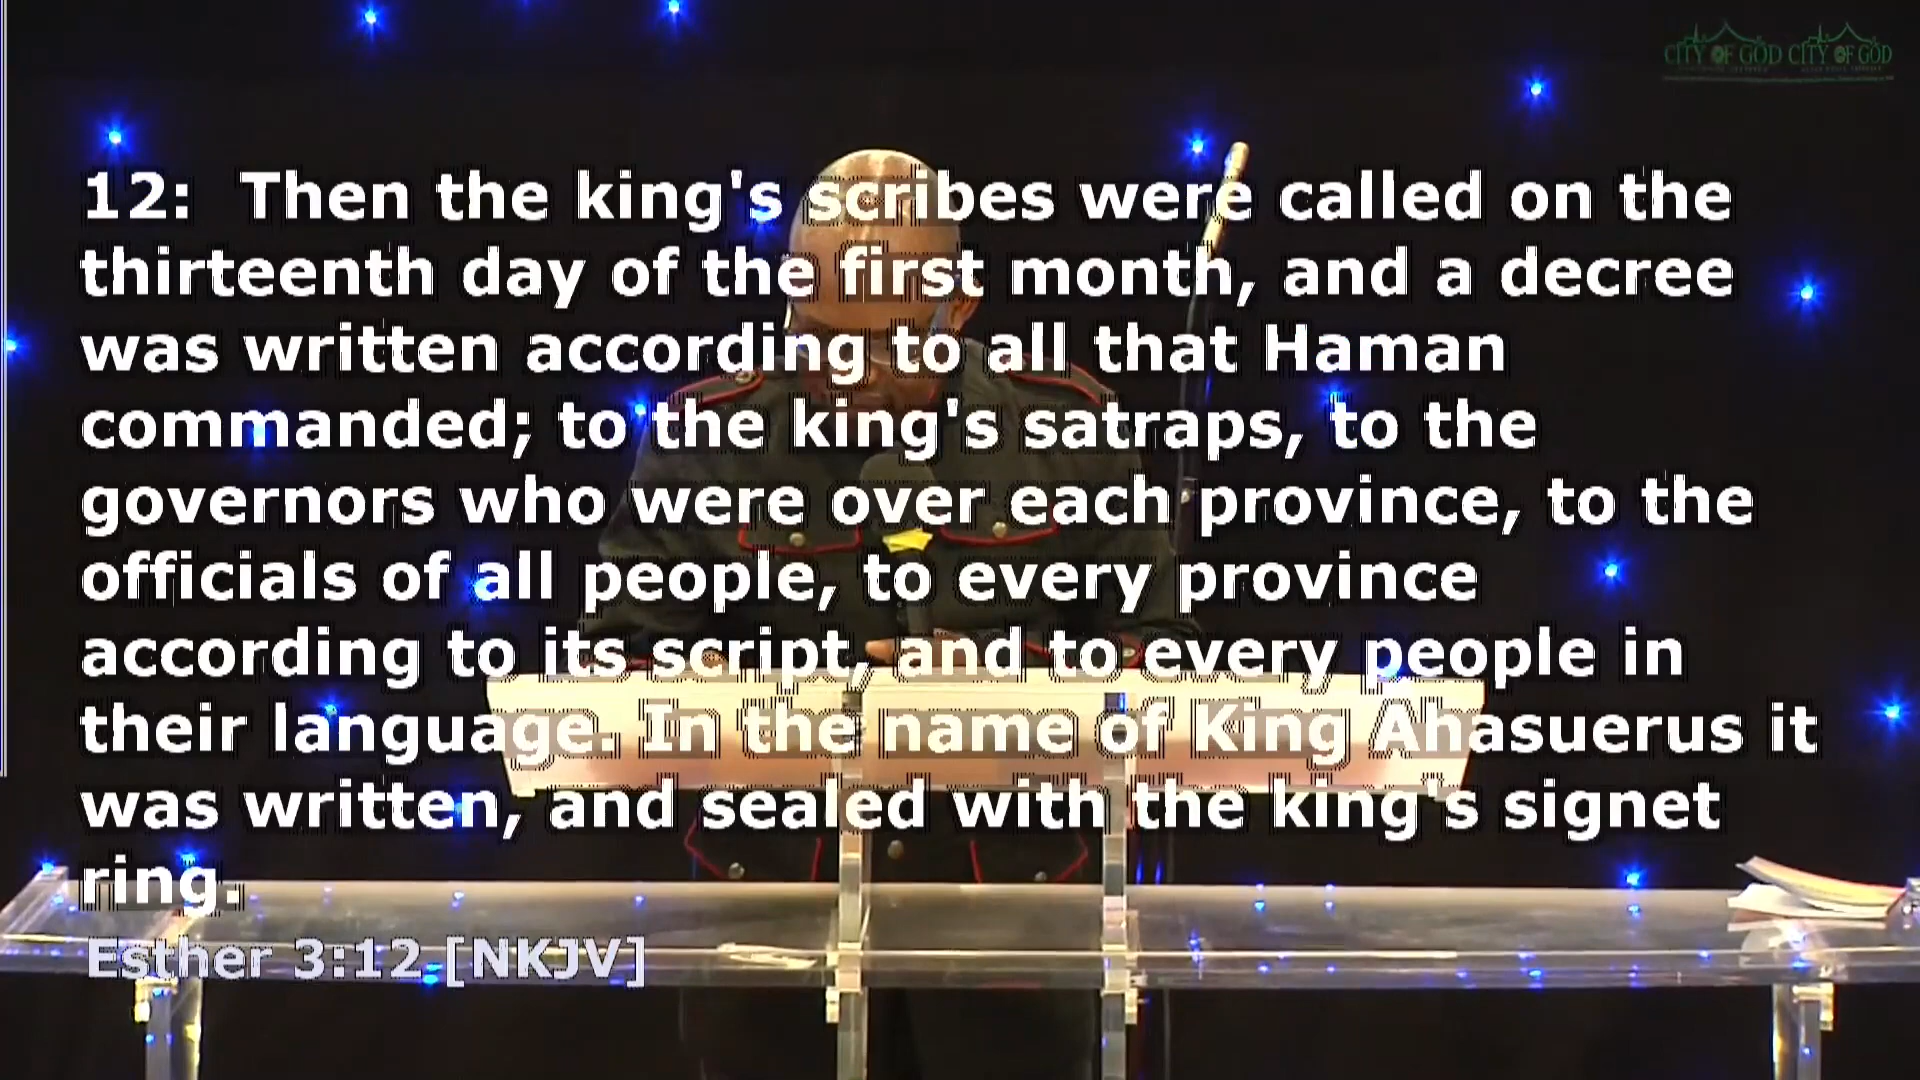 CITY OF GOD CITY OF GOD
12: Then the king's scribes were called on the
thirteenth day of the first month, and a decree
was written according to all that Haman
commanded; to the king's satraps, to the
governors who were over each province, to the
officials of all people, to every province
according to its script, and to every people in
their language. In the name of King Ahasuerus it
was written, and sealed with the king's signet
ring.
Esther 3:12 [NKJV]